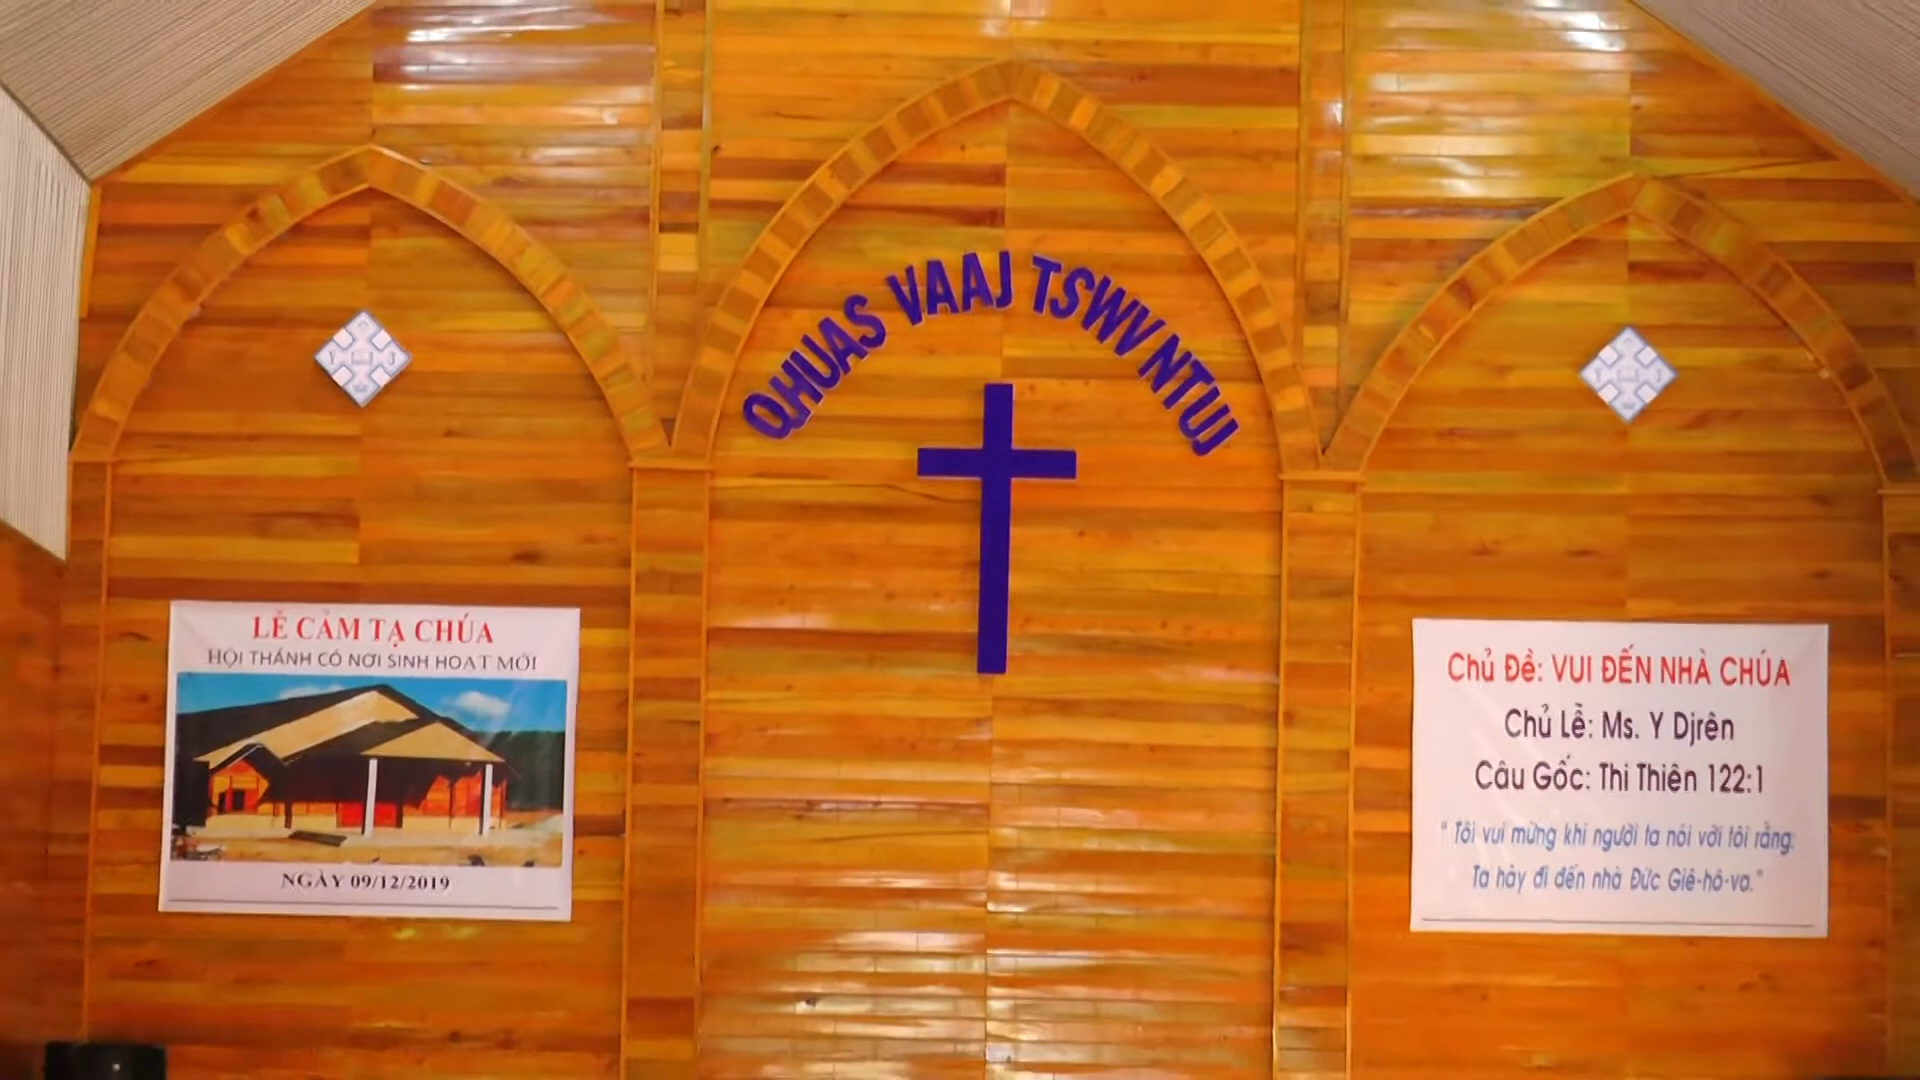 QHUAS VAAJ TSWV NTUJ
LỄ CẢM TẠ CHÚA
HỘI THÁNH CÓ NƠI SINH HOẠT MỚI
NGÀY 09/12/2019
Chủ Đề: VUI ĐẾN NHÀ CHÚA
Chủ Lễ: Ms. Y Djrên
Câu Gốc: Thi Thiên 122:1
" Tôi vui mừng khi người ta nói với tôi rằng:
Ta hãy đi đến nhà Đức Giê-hô-va."